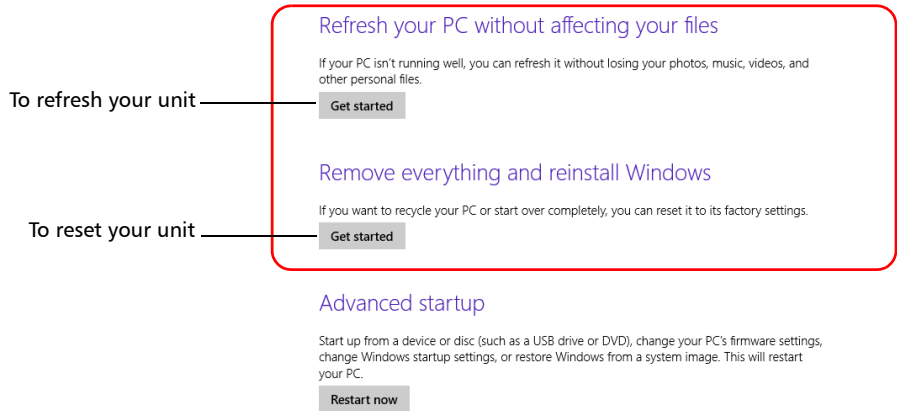 Refresh your PC without affecting your files
If your PC isn't running well, you can refresh it without losing your photos, music, videos, and
other personal files.
To refresh your unit
Get started
Remove everything and reinstall Windows
If you want to recycle your PC or start over completely, you can reset it to its factory settings.
To reset your unit
Get started
Advanced startup
Start up from a device or disc (such as a USB drive or DVD), change your PC's firmware settings,
change Windows startup settings, or restore Windows from a system image. This will restart
your PC.
Restart now